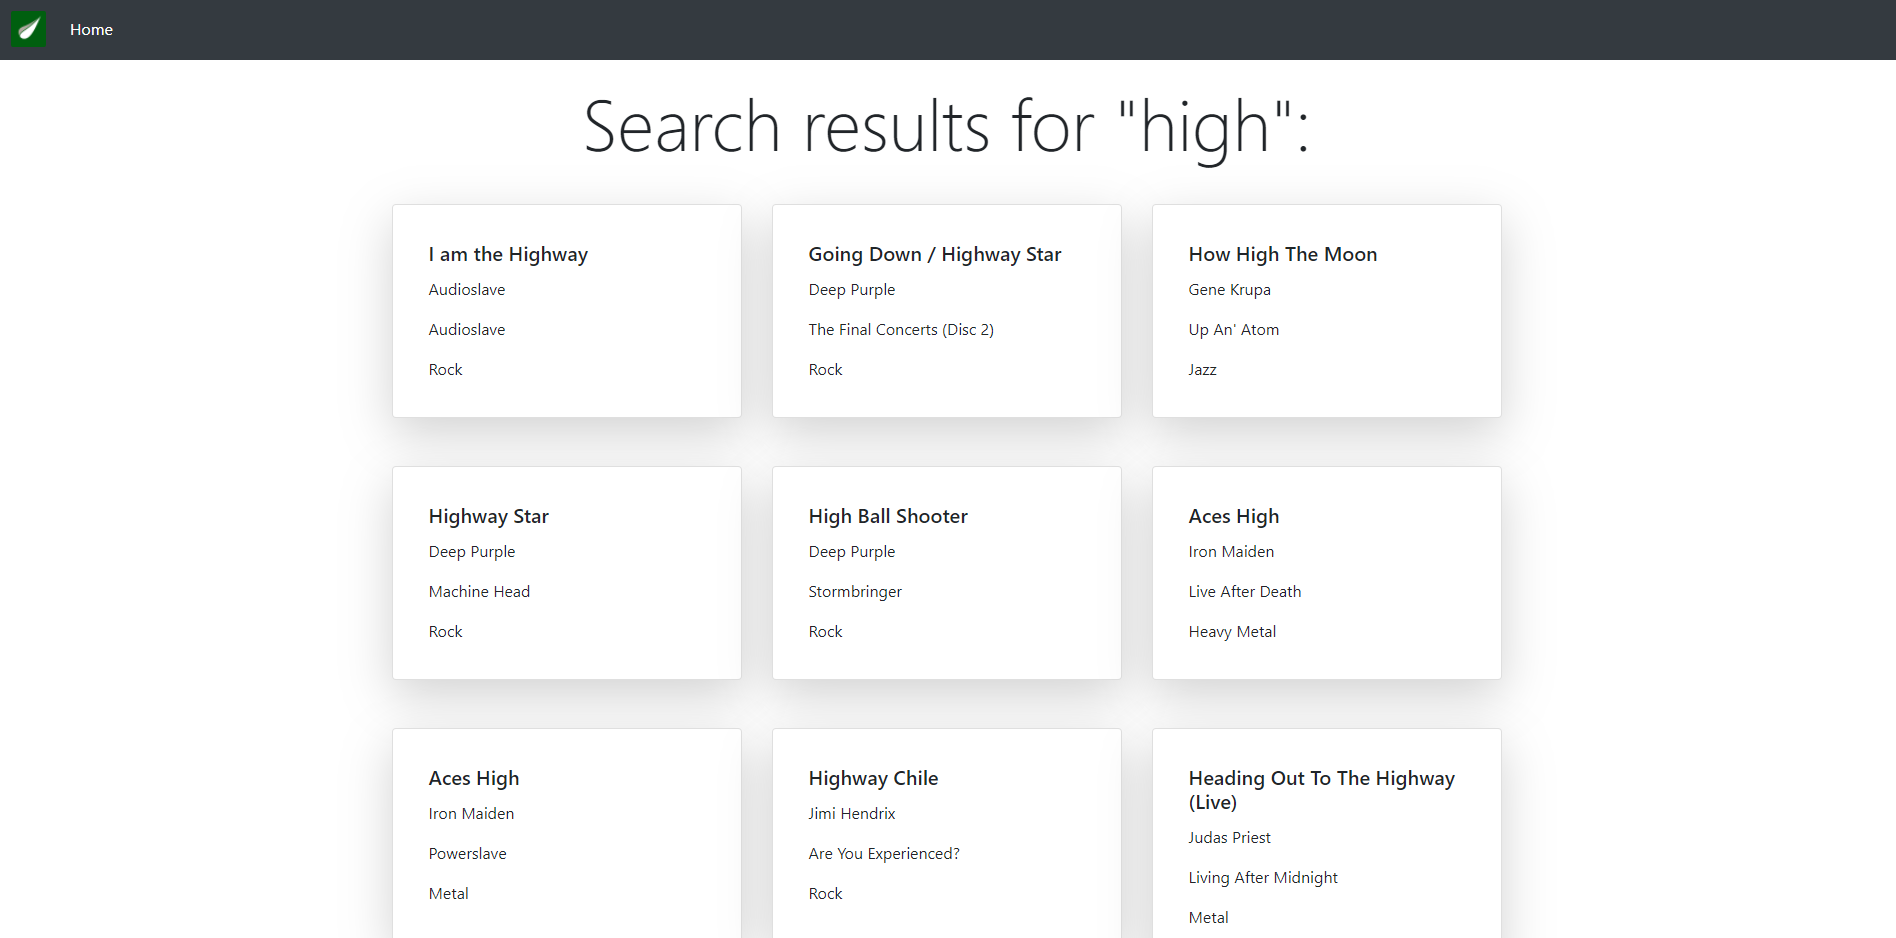 Home
Search results for "high":
I am the Highway
Audioslave
Audioslave
Rock
Going Down / Highway Star
Deep Purple
The Final Concerts (Disc 2)
Rock
How High The Moon
Gene Krupa
Up An' Atom
Jazz
Highway Star
Deep Purple
Machine Head
Rock
High Ball Shooter
Deep Purple
Stormbringer
Rock
Aces High
Iron Maiden
Live After Death
Heavy Metal
Aces High
Iron Maiden
Powerslave
Metal
Highway Chile
Jimi Hendrix
Are You Experienced?
Rock
Heading Out To The Highway
(Live)
Judas Priest
Living After Midnight
Metal